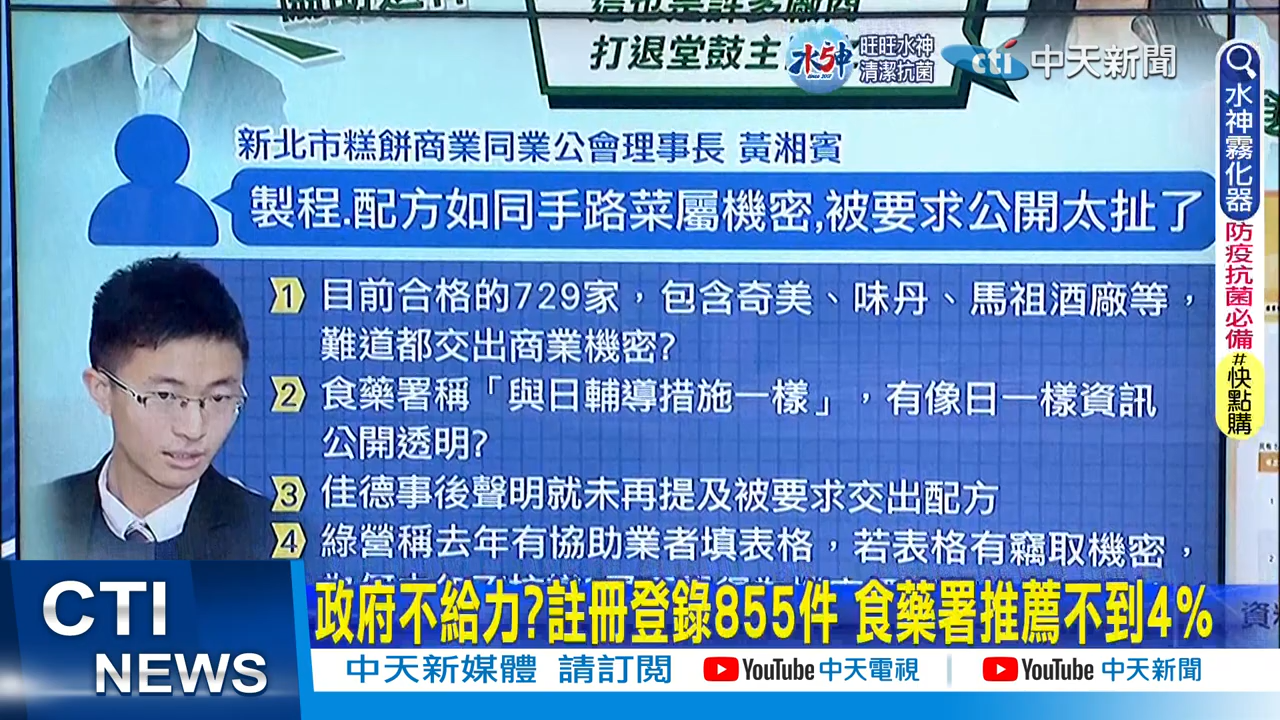 打退堂鼓主
水神
since 2017
旺旺水神
清潔抗菌
cti 中天新聞
水神霧化器
防疫抗菌必備
#快點購
新北市糕餅商業同業公會理事長 黃湘賓
製程.配方如同手路菜屬機密,被要求公開太扯了
1 目前合格的729家，包含奇美、味丹、馬祖酒廠等，
難道都交出商業機密?
2 食藥署稱「與日輔導措施一樣」，有像日一樣資訊
公開透明?
3 佳德事後聲明就未再提及被要求交出配方
4 綠營稱去年有協助業者填表格，若表格有竊取機密，
政府不給力?註冊登錄855件 食藥署推薦不到4%
CTI
NEWS
中天新媒體 請訂閱 YouTube 中天電視 YouTube 中天新聞